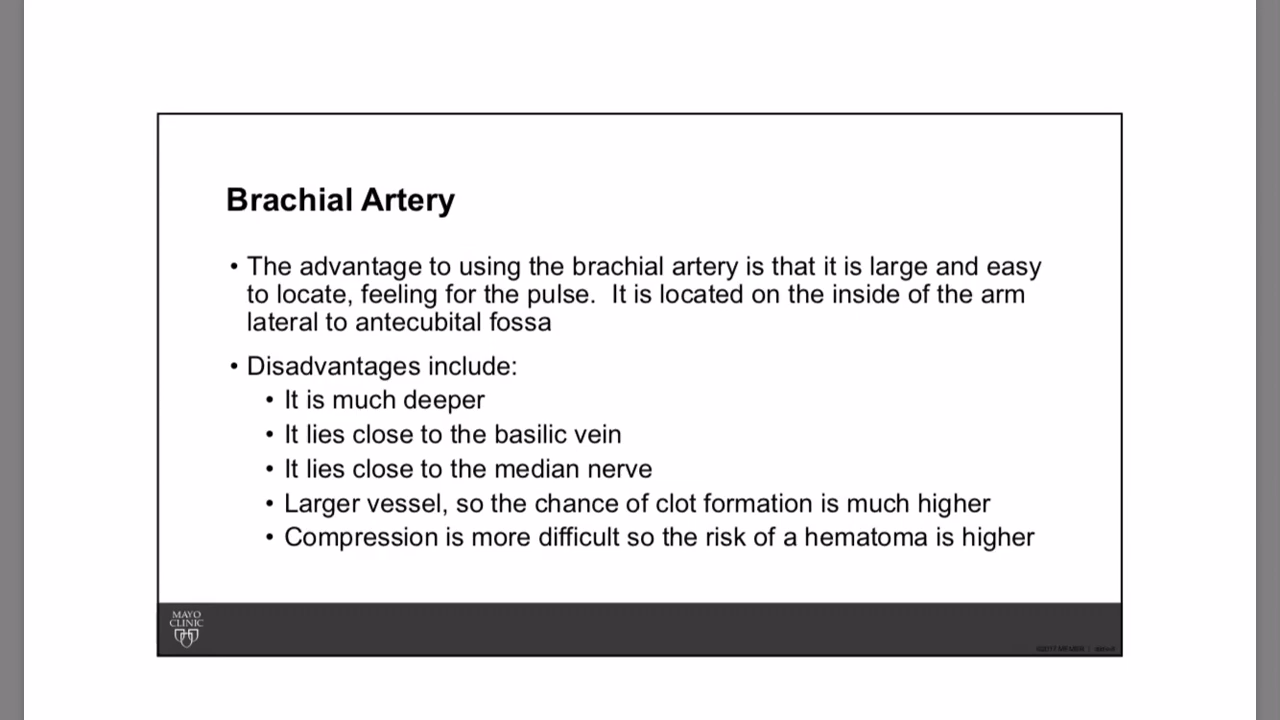 Brachial Artery
• The advantage to using the brachial artery is that it is large and easy
to locate, feeling for the pulse.  It is located on the inside of the arm
lateral to antecubital fossa
• Disadvantages include:
• It is much deeper
• It lies close to the basilic vein
• It lies close to the median nerve
• Larger vessel, so the chance of clot formation is much higher
• Compression is more difficult so the risk of a hematoma is higher
MAYO
CLINIC
©2017 MFMER |